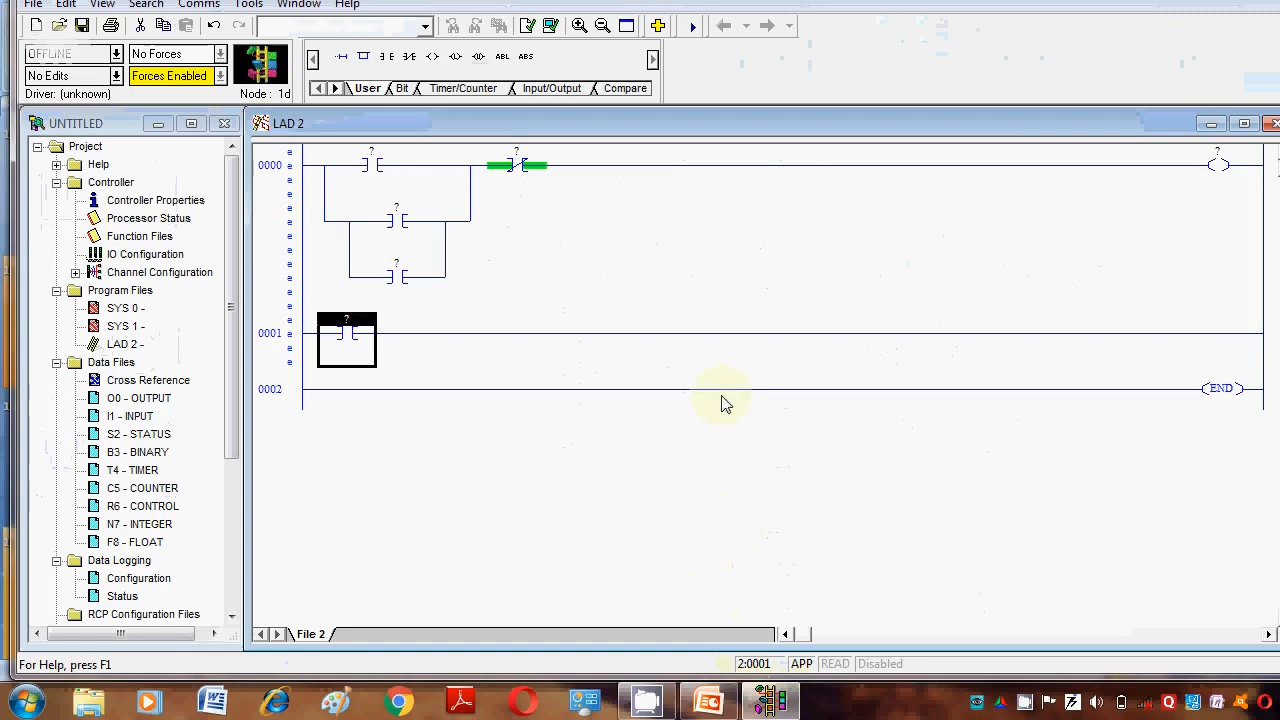 File Edit View Search Comms Tools Window Help
OFFLINE No Forces
No Edits Forces Enabled
Driver: (unknown) Node : 1d
ABL ABS
User Bit Timer/Counter Input/Output Compare
UNTITLED
Project
Help
Controller
Controller Properties
Processor Status
Function Files
IO Configuration
Channel Configuration
Program Files
SYS 0 -
SYS 1 -
LAD 2 -
Data Files
Cross Reference
O0 - OUTPUT
I1 - INPUT
S2 - STATUS
B3 - BINARY
T4 - TIMER
C5 - COUNTER
R6 - CONTROL
N7 - INTEGER
F8 - FLOAT
Data Logging
Configuration
Status
RCP Configuration Files
LAD 2
e
? ? ?
0000 e
e
e
?
e
e
e
?
e
e
e
e
?
0001 e
e
e
0002 END
File 2
For Help, press F1
2:0001 APP READ Disabled